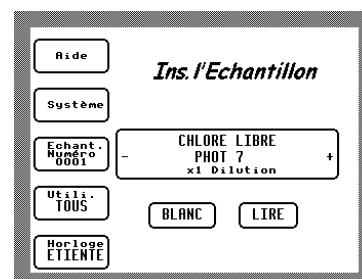 Aide
Ins. l'Echantillon
Système
Echant.
Numéro
0001
CHLORE LIBRE
- PHOT 7 +
x1 Dilution
Utili.
TOUS
BLANC
LIRE
Horloge
ETIENTE